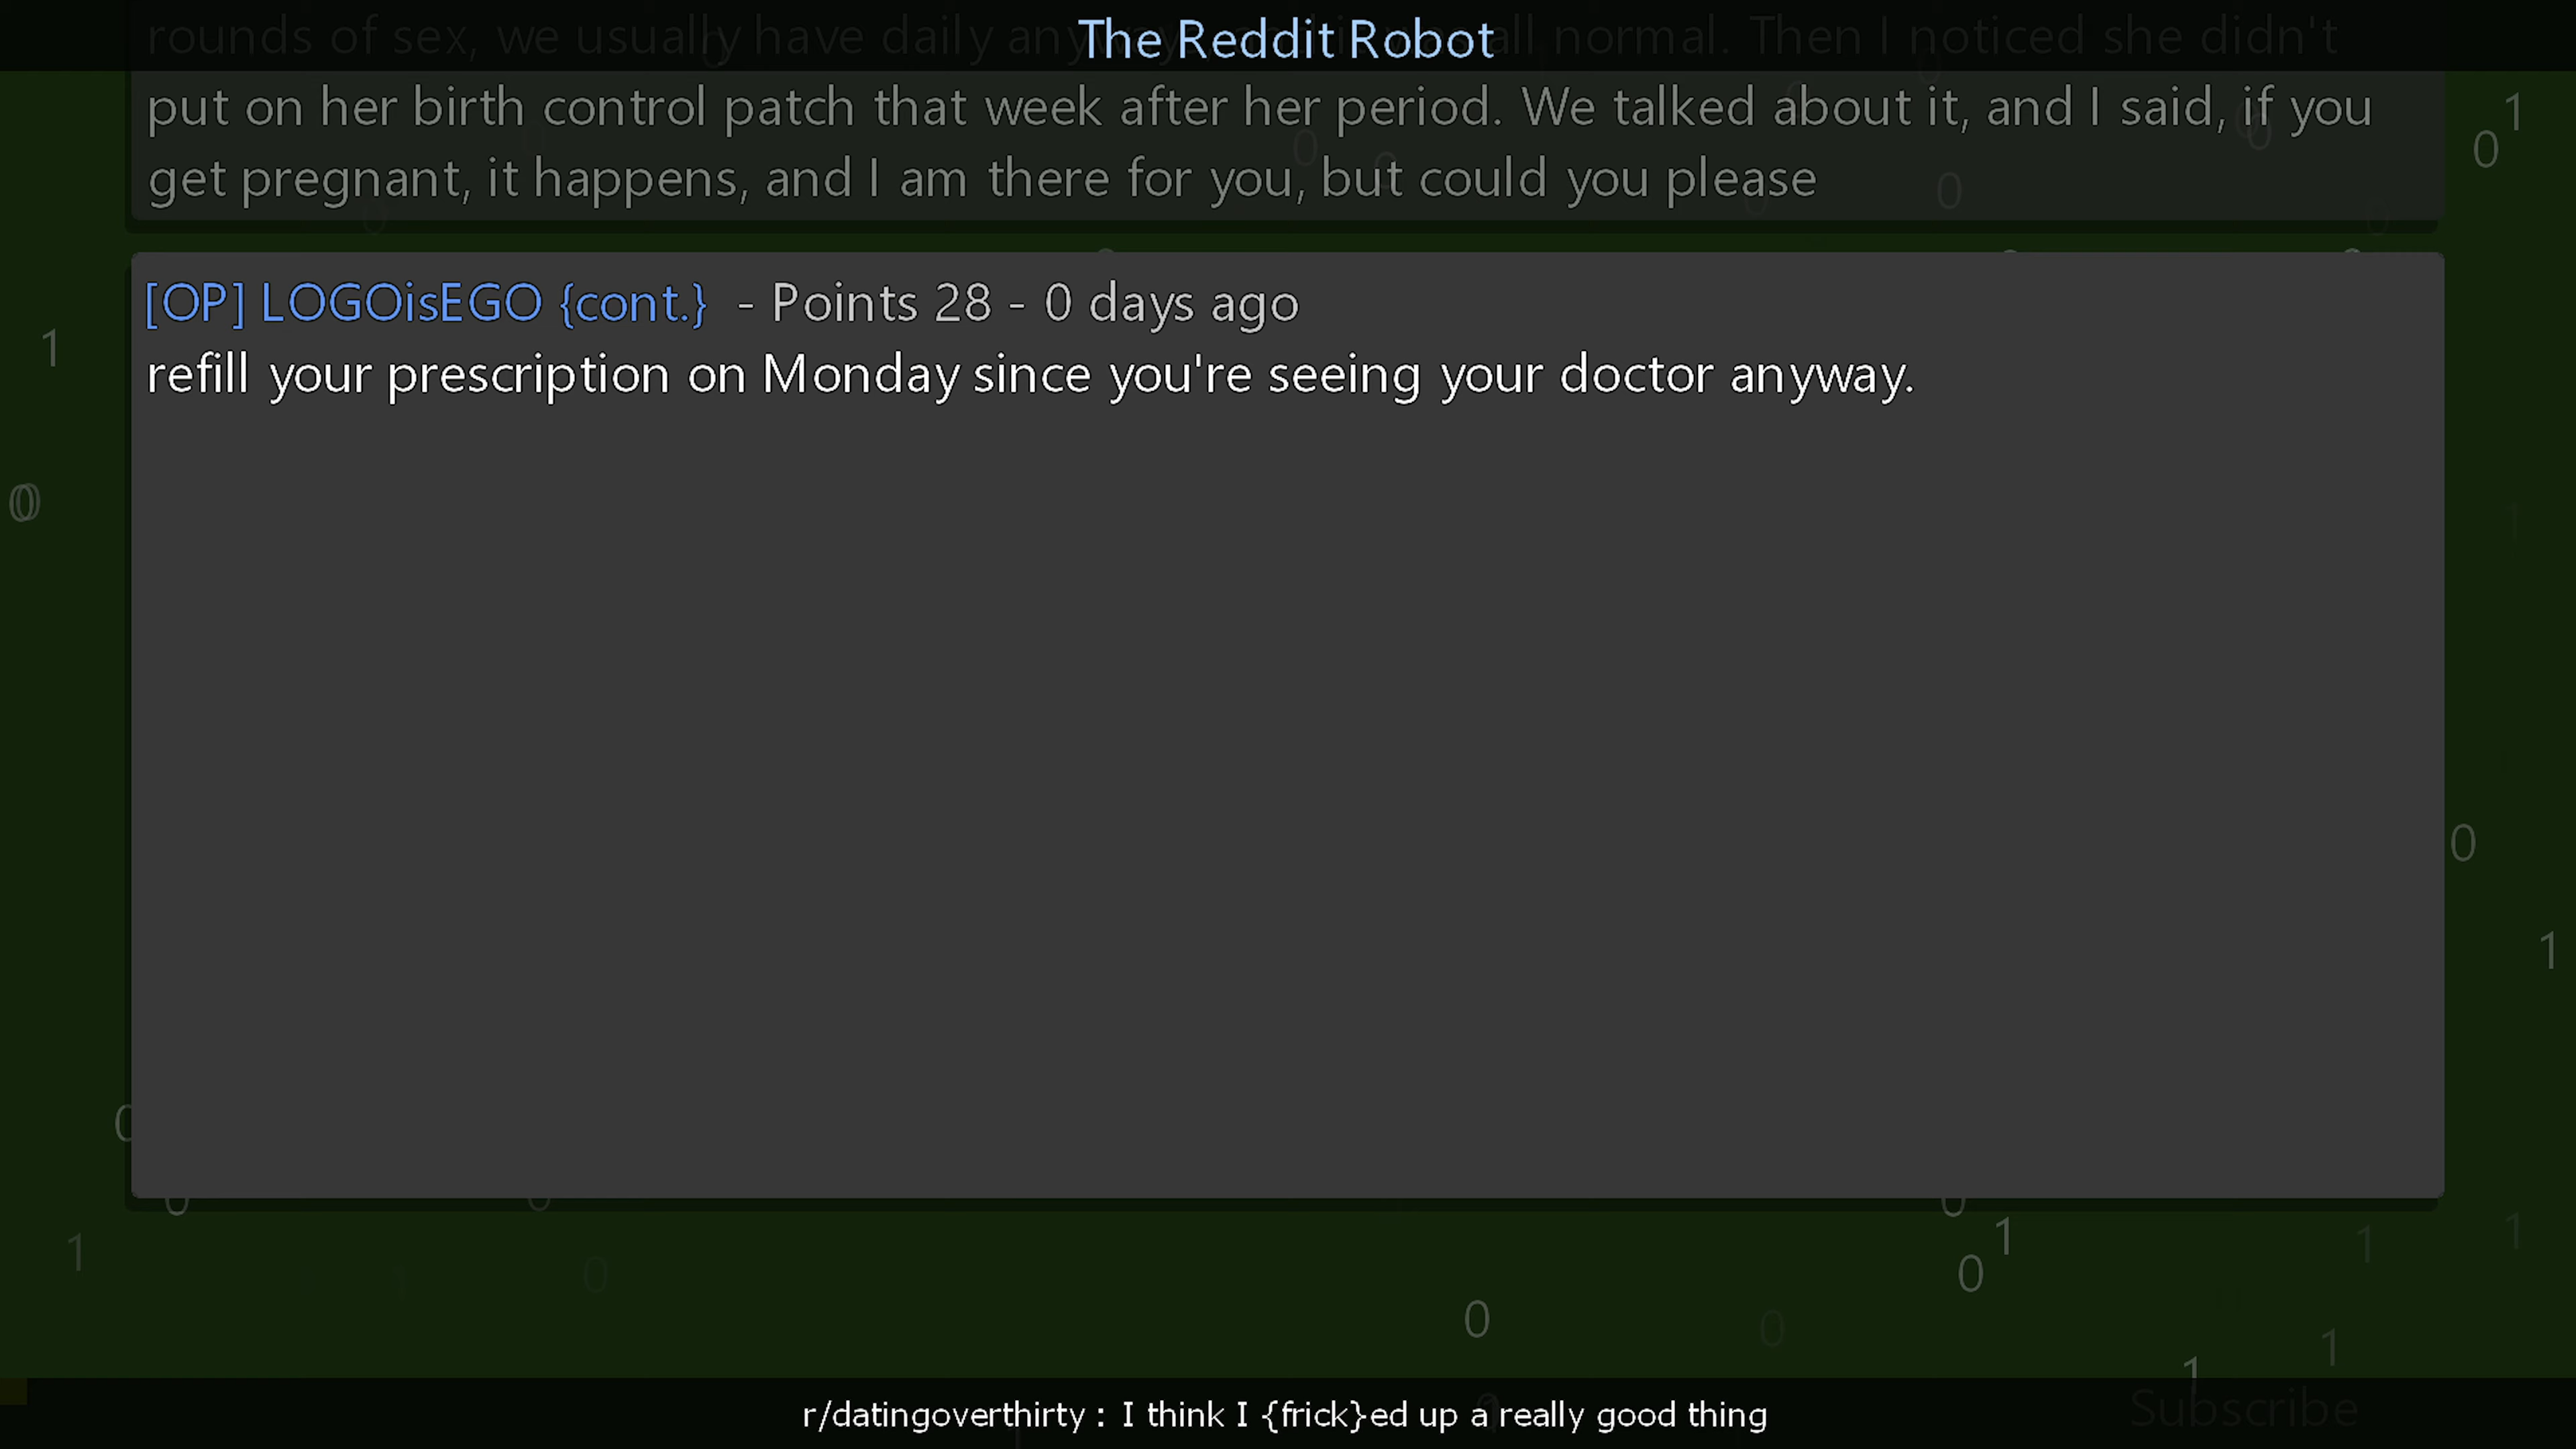 The Reddit Robot
rounds of sex, we usually have daily any all normal. Then I noticed she didn't
put on her birth control patch that week after her period. We talked about it, and I said, if you
get pregnant, it happens, and I am there for you, but could you please
[OP] LOGOisEGO {cont.} - Points 28 - 0 days ago
refill your prescription on Monday since you're seeing your doctor anyway.
r/datingoverthirty : I think I {frick}ed up a really good thing
Subscribe